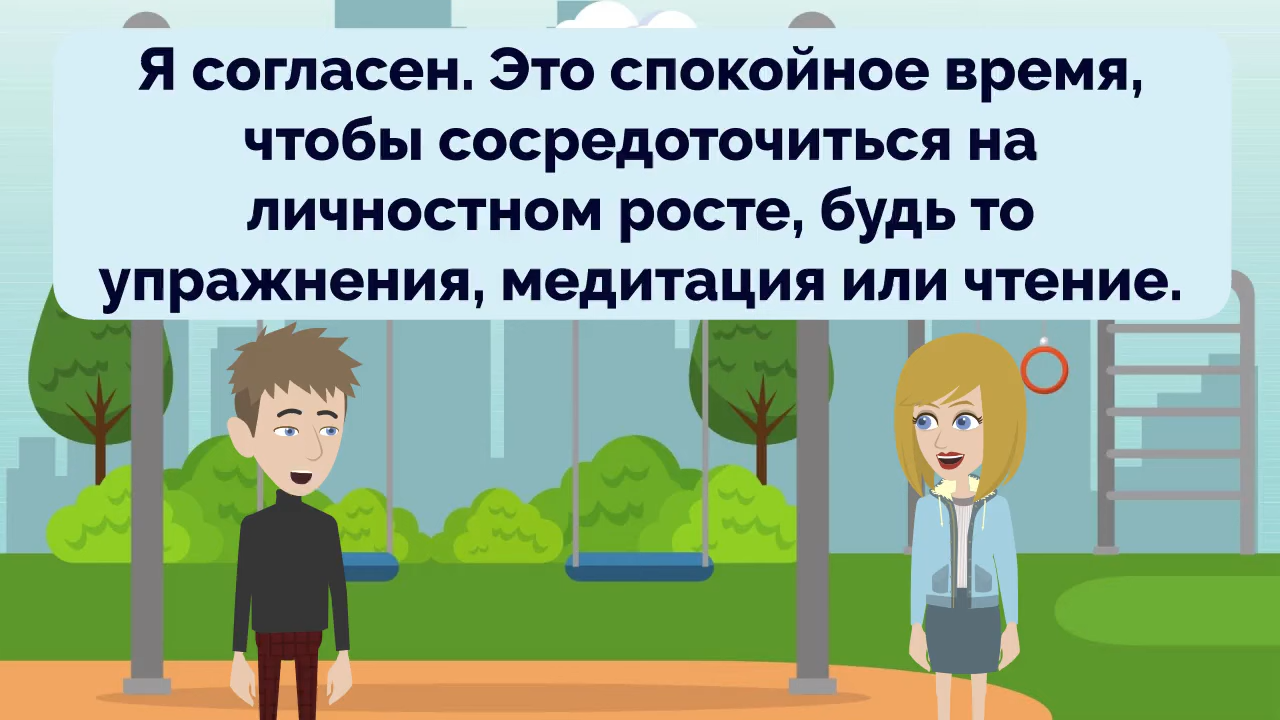 Я согласен. Это спокойное время,
чтобы сосредоточиться на
личностном росте, будь то
упражнения, медитация или чтение.